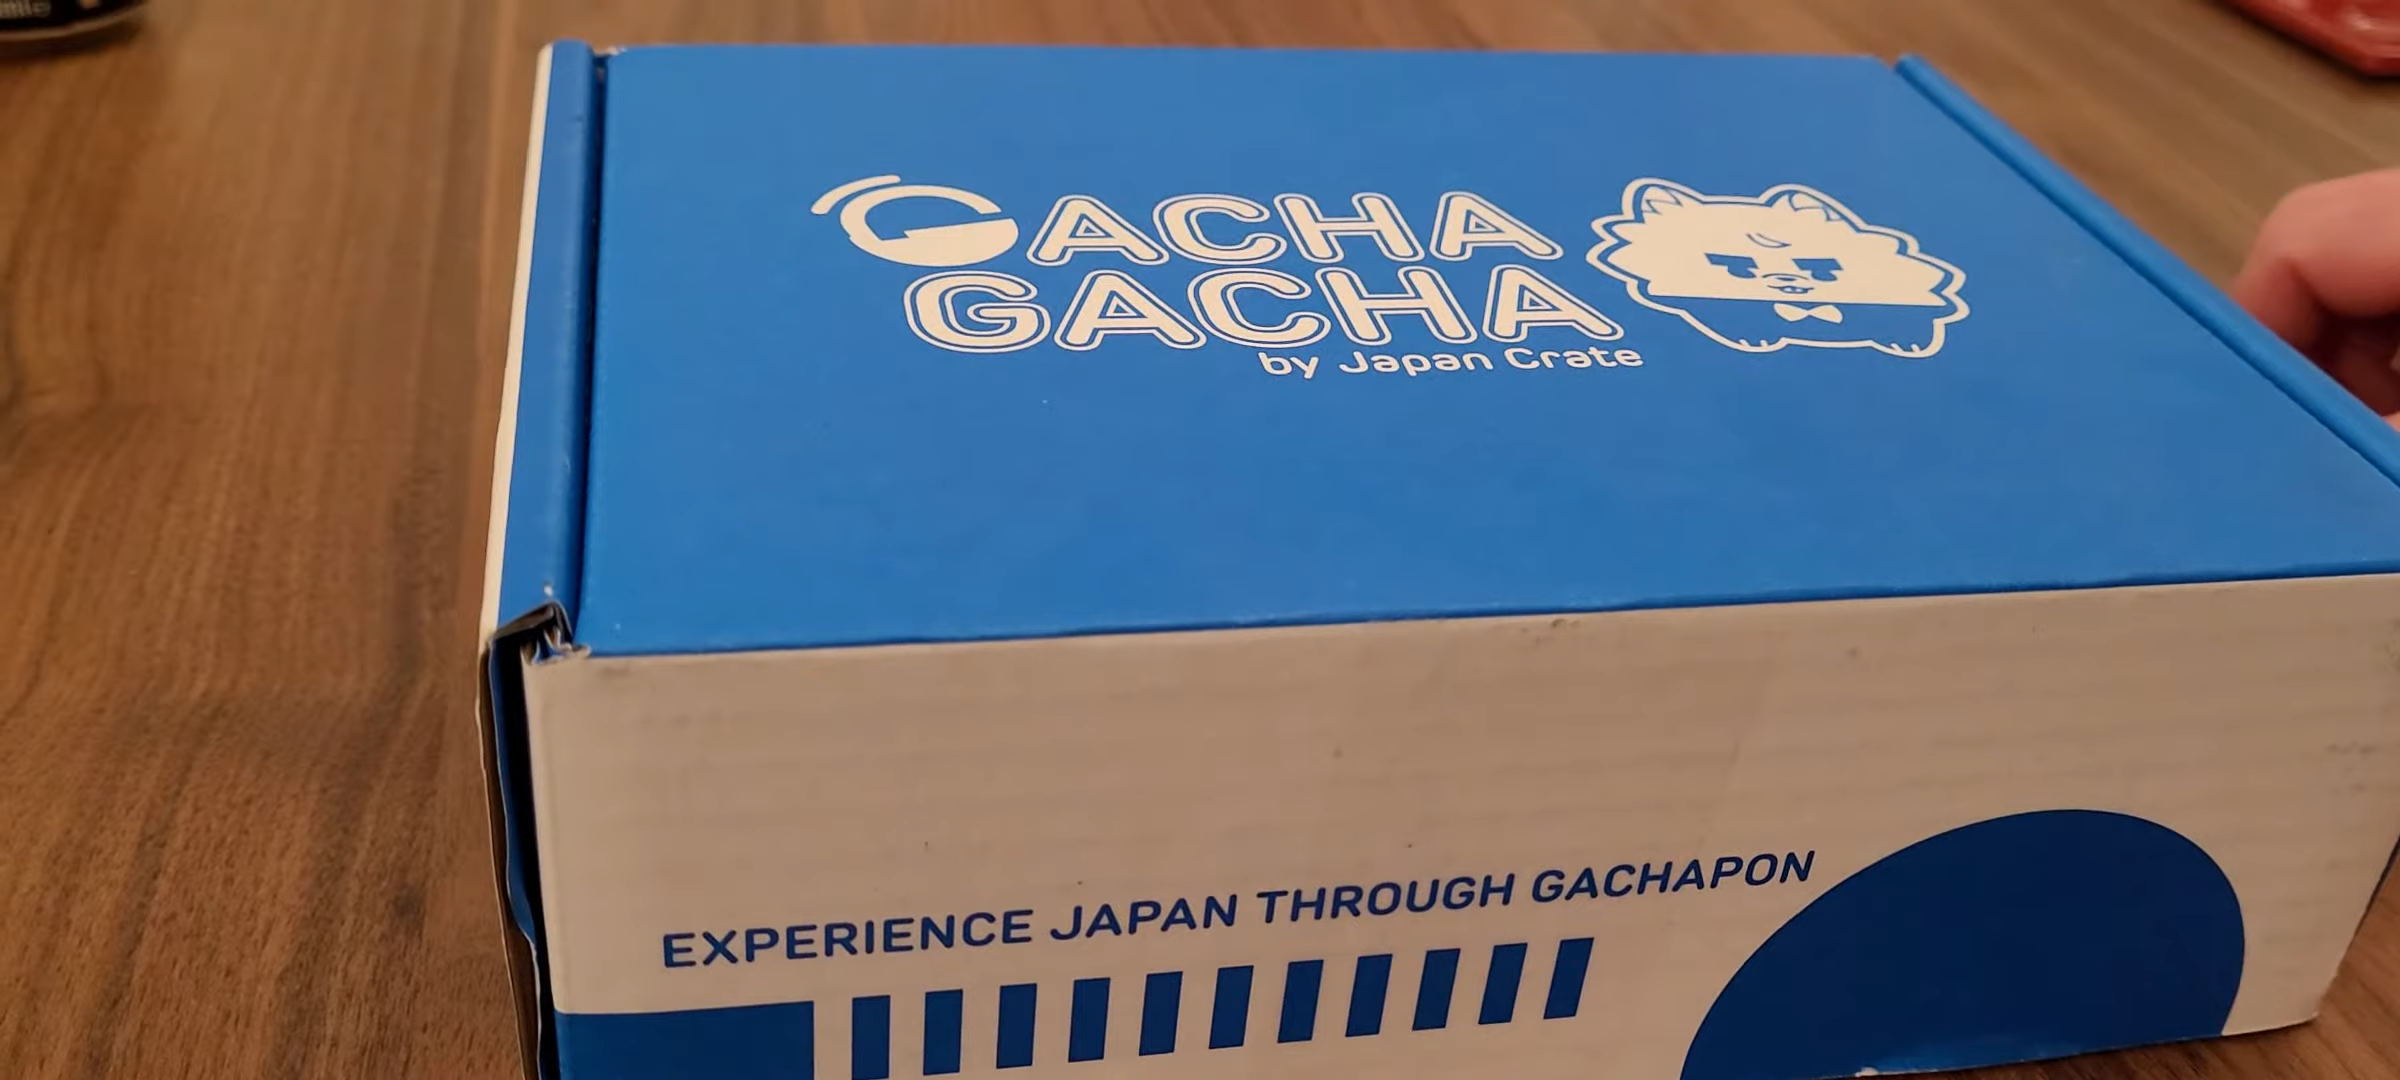 GACHA
GACHA
by Japan Crate
EXPERIENCE JAPAN THROUGH GACHAPON